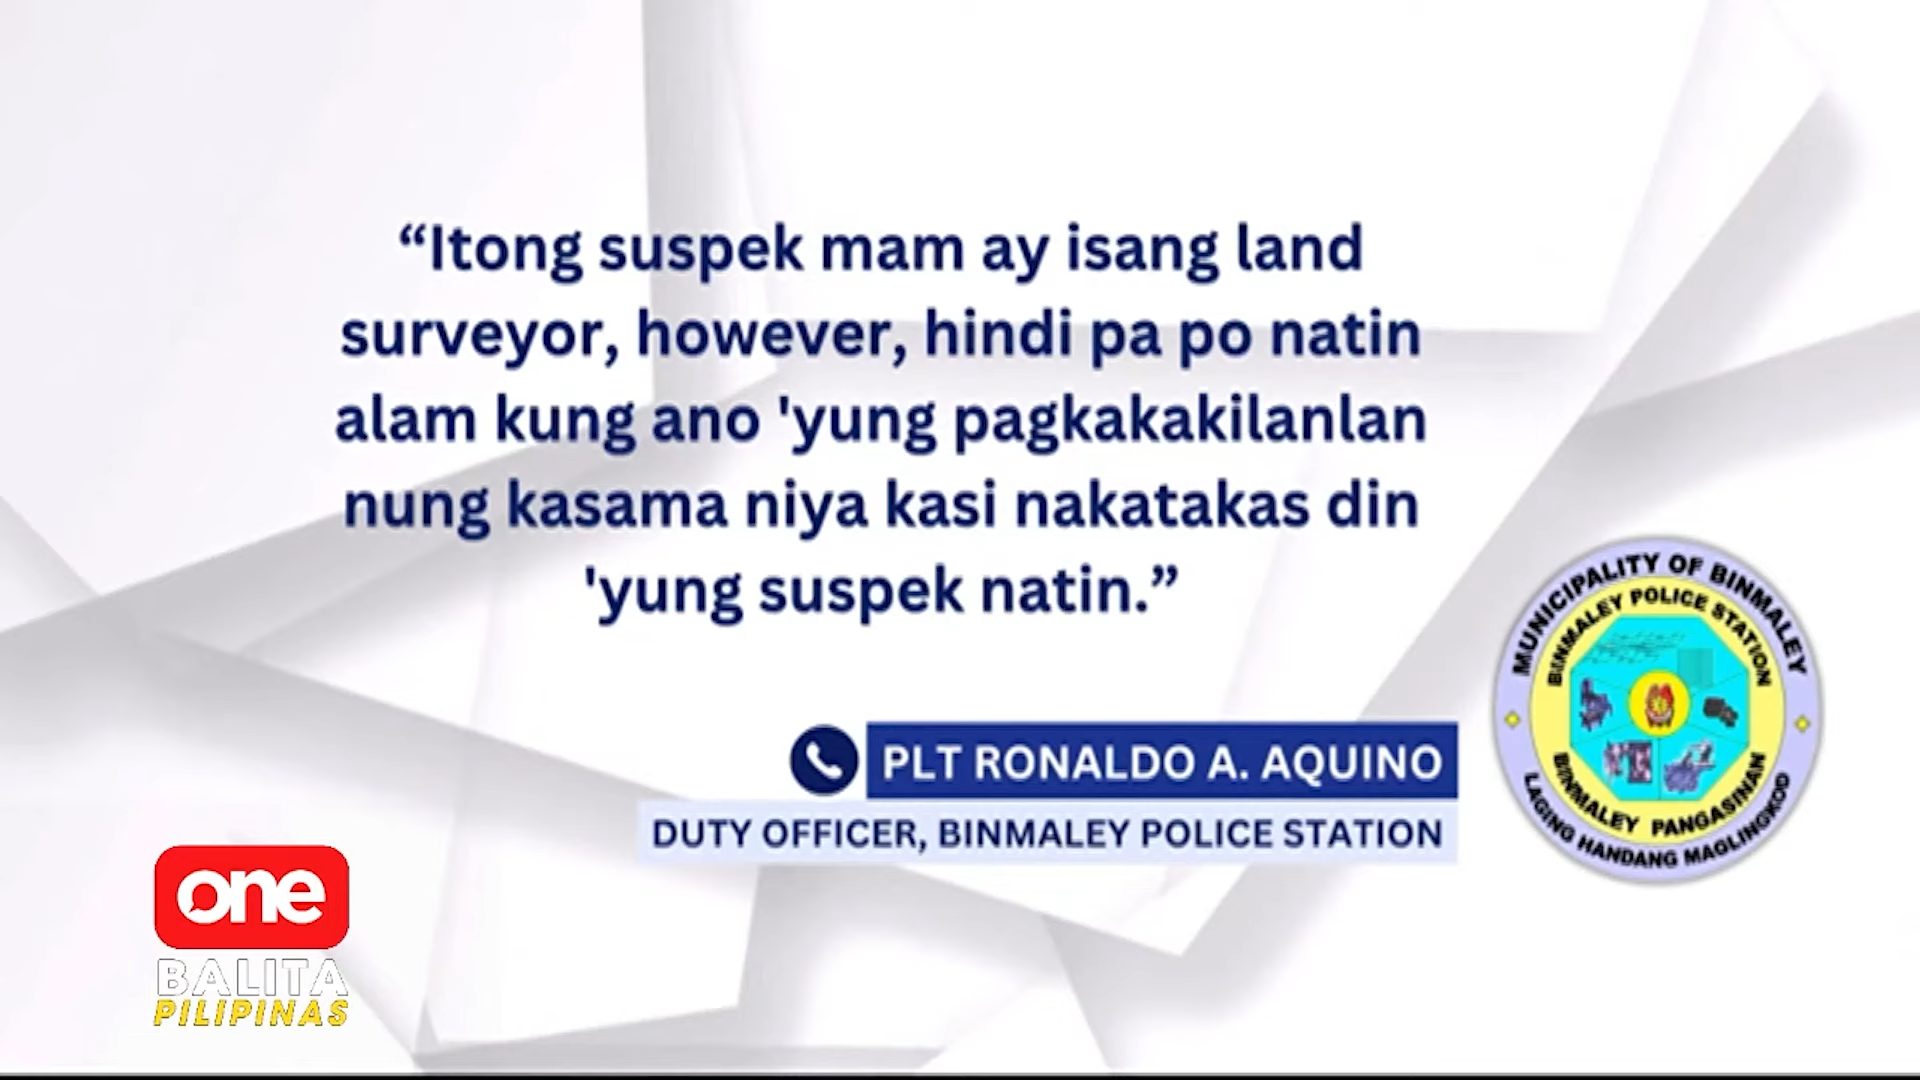 “Itong suspek mam ay isang land
surveyor, however, hindi pa po natin
alam kung ano 'yung pagkakakilanlan
nung kasama niya kasi nakatakas din
'yung suspek natin.”
PLT RONALDO A. AQUINO
DUTY OFFICER, BINMALEY POLICE STATION
MUNICIPALITY OF BINMALEY
BINMALEY POLICE STATION
BINMALEY PANGASINAN
LAGING HANDANG MAGLINGKOD
one
BALITA
PILIPINAS